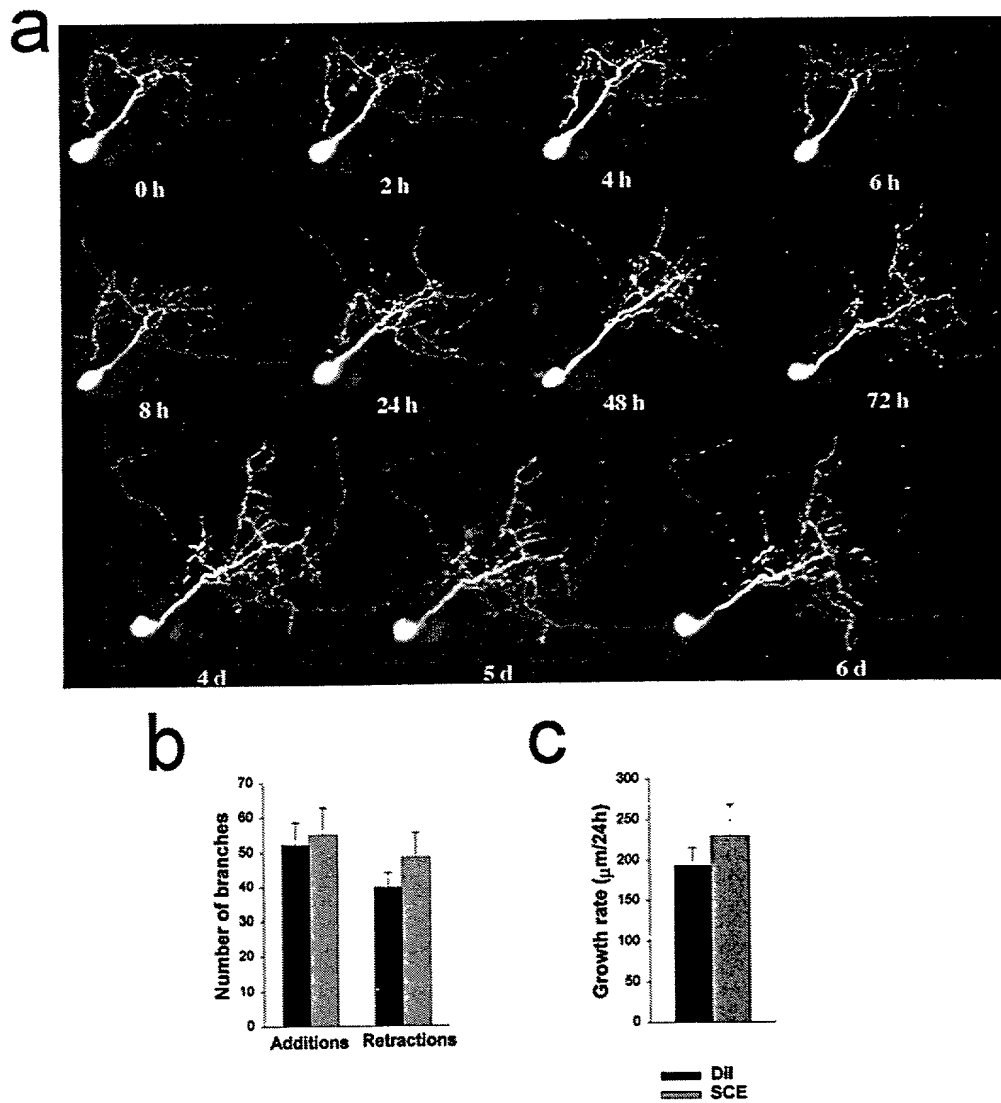 a
0 h
2 h
4 h
6 h
8 h
24 h
48 h
72 h
4 d
5 d
6 d
b
Number of branches
70
60
50
40
30
20
10
0
Additions
Retractions
c
Growth rate (μm/24h)
300
250
200
150
100
50
0
DiI
SCE